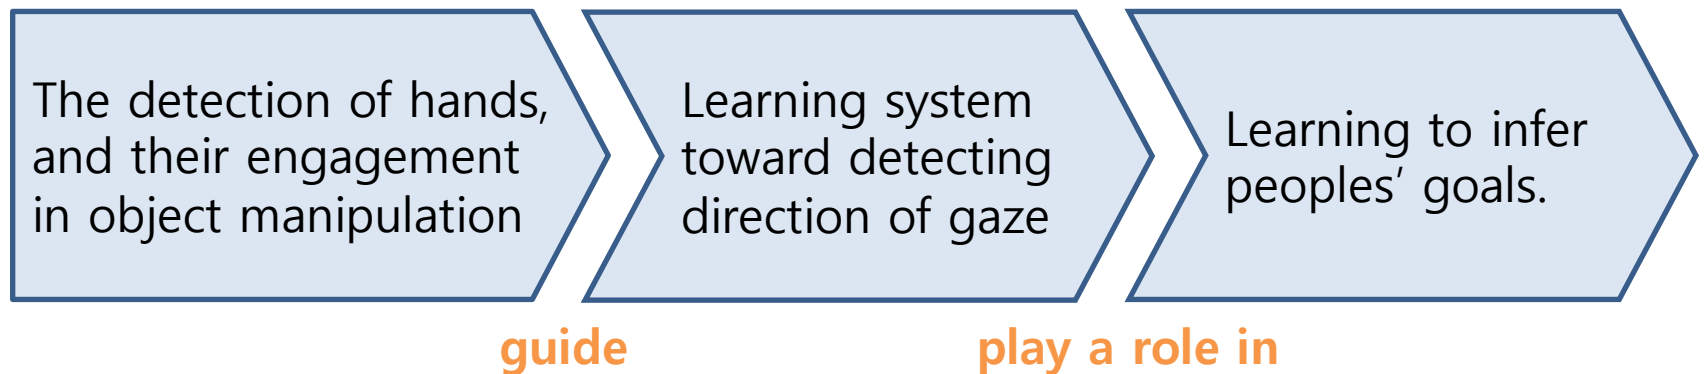 The detection of hands,
and their engagement
in object manipulation
Learning system
toward detecting
direction of gaze
Learning to infer
peoples’ goals.
guide
play a role in